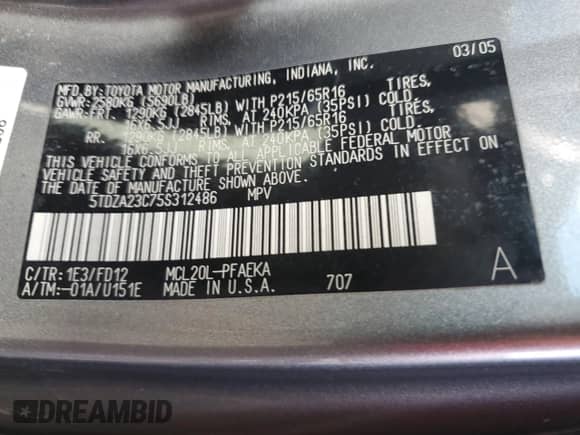 03/05
MFD. BY: TOYOTA MOTOR MANUFACTURING, INDIANA, INC.
GVWR: 2580KG (5690LB)
GAWR: FRT. 1290KG (2845LB) WITH P215/65R16 TIRES,
16X6.5JJ RIMS, AT 240KPA (35PSI) COLD
RR. 1290KG (2845LB) WITH P215/65R16 TIRES,
16X6.5JJ RIMS, AT 240KPA (35PSI) COLD
THIS VEHICLE CONFORMS TO ALL APPLICABLE FEDERAL MOTOR
VEHICLE SAFETY AND THEFT PREVENTION STANDARDS IN EFFECT
ON THE DATE OF MANUFACTURE SHOWN ABOVE.
5TDZA23C75S312486 MPV
C/TR: 1E3/FD12 MCL20L-PFAEKA
A/TM:-01A/U151E MADE IN U.S.A. 707
A
DREAMBID